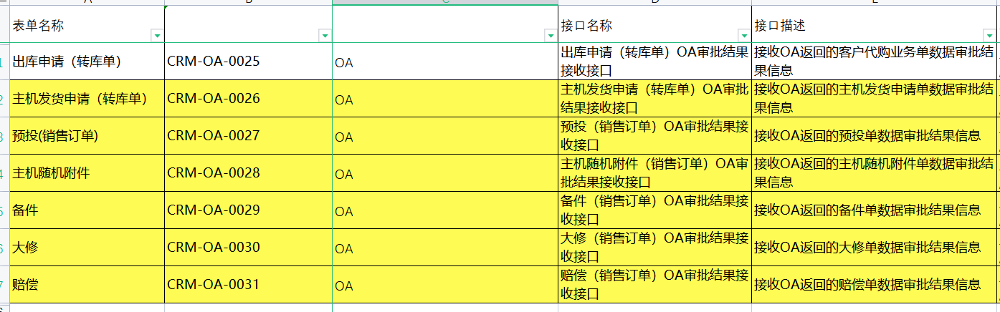 表单名称
接口名称
接口描述
出库申请（转库单）
CRM-OA-0025
OA
出库申请（转库单）OA审批结果
接收接口
接收OA返回的客户代购业务单数据审批结
果信息
主机发货申请（转库单）
CRM-OA-0026
OA
主机发货申请（转库单）OA审批
结果接收接口
接收OA返回的主机发货申请单数据审批结
果信息
预投(销售订单)
CRM-OA-0027
OA
预投（销售订单）OA审批结果接
收接口
接收OA返回的预投单数据审批结果信息
主机随机附件
CRM-OA-0028
OA
主机随机附件（销售订单）OA审
批结果接收接口
接收OA返回的主机随机附件单数据审批结
果信息
备件
CRM-OA-0029
OA
备件（销售订单）OA审批结果接
收接口
接收OA返回的备件单数据审批结果信息
大修
CRM-OA-0030
OA
大修（销售订单）OA审批结果接
收接口
接收OA返回的大修单数据审批结果信息
赔偿
CRM-OA-0031
OA
赔偿（销售订单）OA审批结果接
收接口
接收OA返回的赔偿单数据审批结果信息